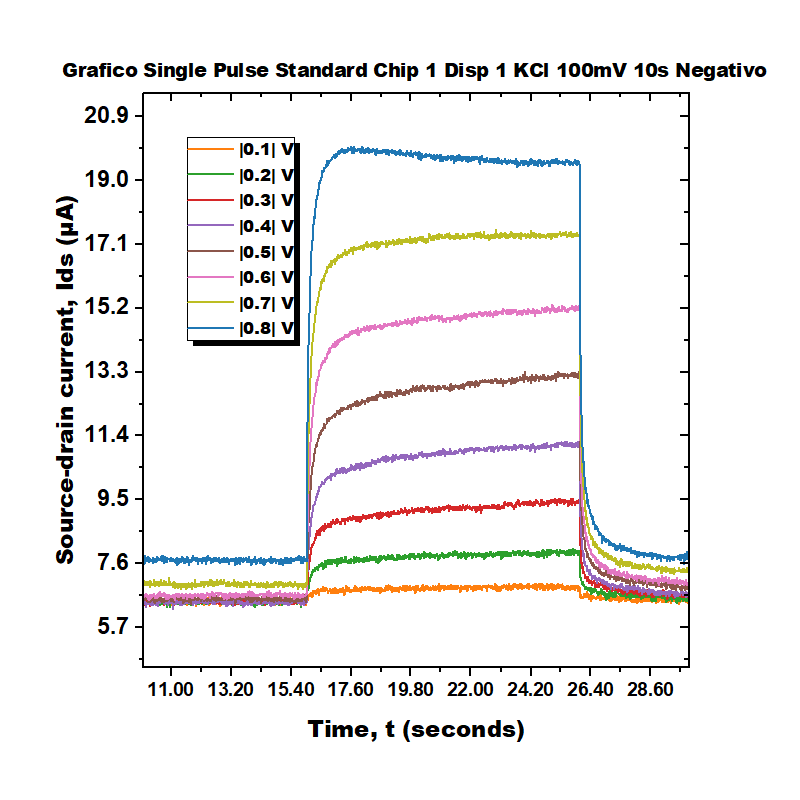 Grafico Single Pulse Standard Chip 1 Disp 1 KCl 100mV 10s Negativo
20.9
19.0
17.1
15.2
13.3
11.4
9.5
7.6
5.7
Source-drain current, Ids (µA)
|0.1| V
|0.2| V
|0.3| V
|0.4| V
|0.5| V
|0.6| V
|0.7| V
|0.8| V
11.00 13.20 15.40 17.60 19.80 22.00 24.20 26.40 28.60
Time, t (seconds)